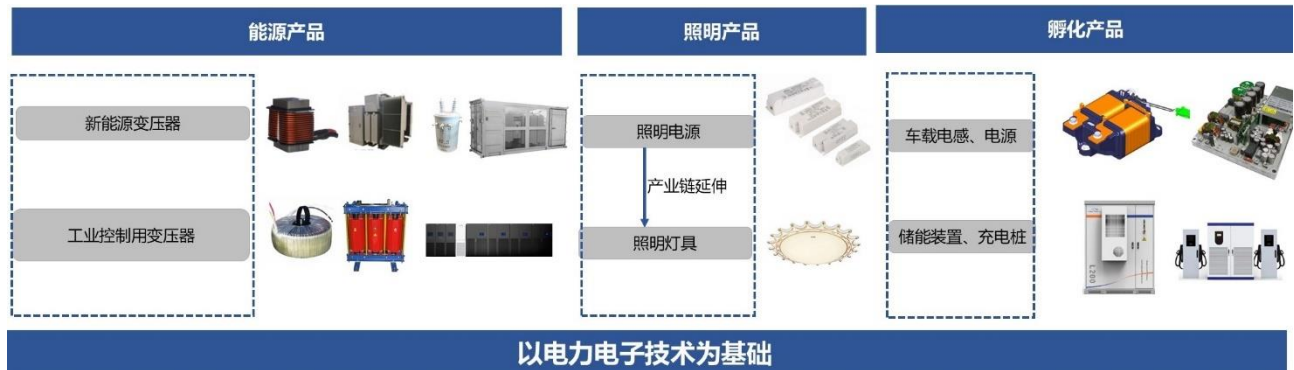 能源产品
照明产品
孵化产品
新能源变压器
工业控制用变压器
照明电源
产业链延伸
照明灯具
车载电感、电源
储能装置、充电桩
L200
以电力电子技术为基础